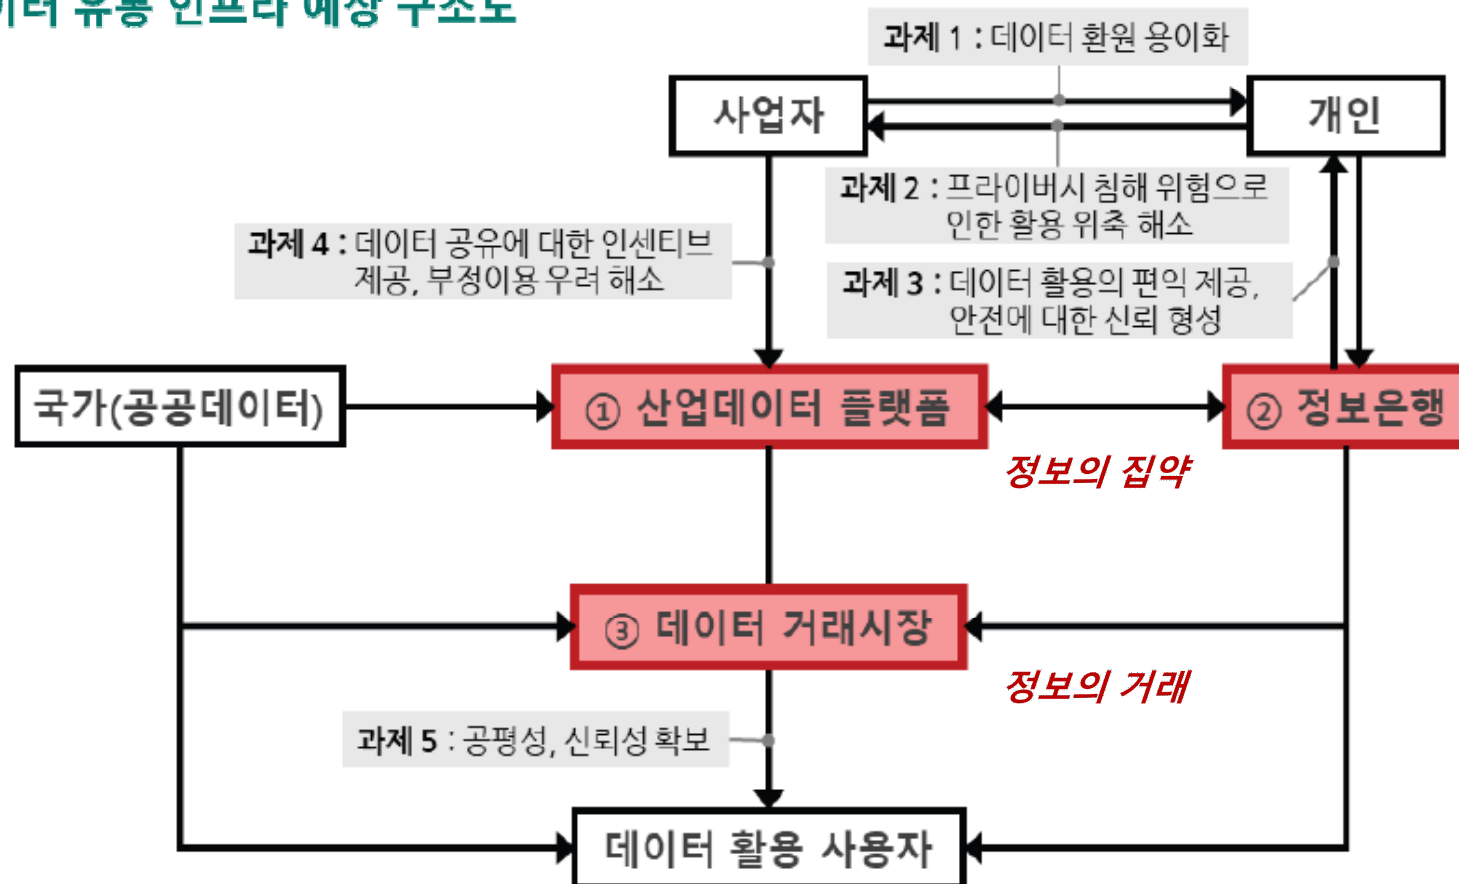 유통 인프라 예상 구조도
과제 1 : 데이터 환원 용이화
사업자
개인
과제 2 : 프라이버시 침해 위험으로
인한 활용 위축 해소
과제 4 : 데이터 공유에 대한 인센티브
제공, 부정이용 우려 해소
과제 3 : 데이터 활용의 편익 제공,
안전에 대한 신뢰 형성
국가(공공데이터)
① 산업데이터 플랫폼
② 정보은행
정보의 집약
③ 데이터 거래시장
정보의 거래
과제 5 : 공평성, 신뢰성 확보
데이터 활용 사용자